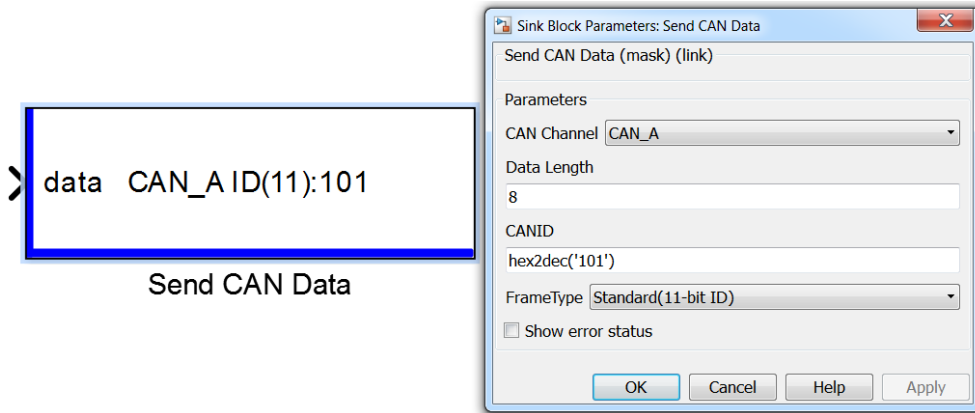 data CAN_A ID(11):101
Send CAN Data
Sink Block Parameters: Send CAN Data
Send CAN Data (mask) (link)
Parameters
CAN Channel CAN_A
Data Length
8
CANID
hex2dec('101')
FrameType Standard(11-bit ID)
Show error status
OK Cancel Help Apply